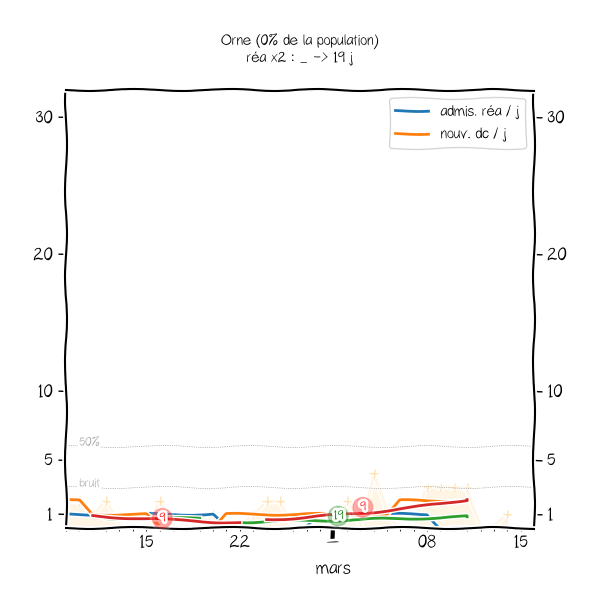 Orne (0% de la population)
réa x2 : _ -> 19 j
admis. réa / j
nouv. dc / j
30 30
20 20
10 10
5 5
50%
bruit
1 1
9 19 9
15 22 1 08 15
mars